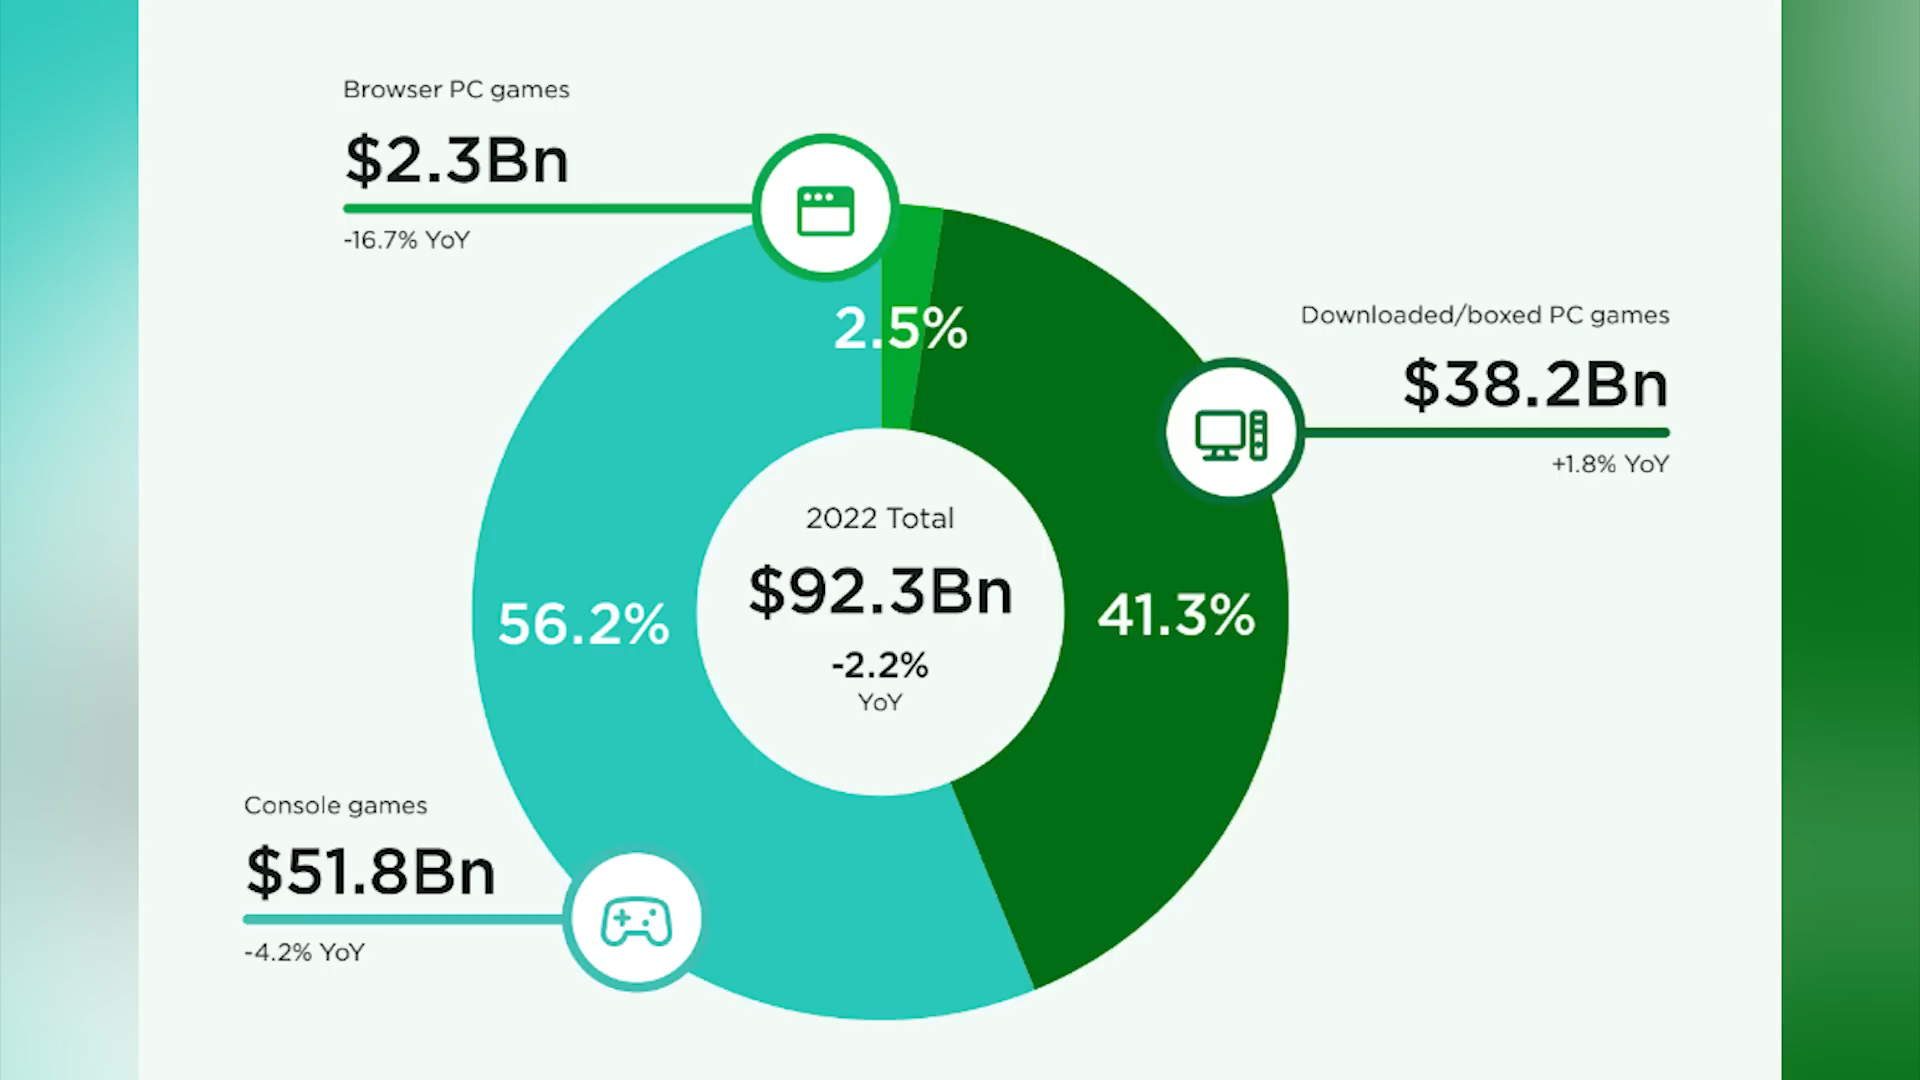 Browser PC games
$2.3Bn
-16.7% YoY
2.5%
Downloaded/boxed PC games
$38.2Bn
+1.8% YoY
2022 Total
$92.3Bn
-2.2%
YoY
56.2%
41.3%
Console games
$51.8Bn
-4.2% YoY